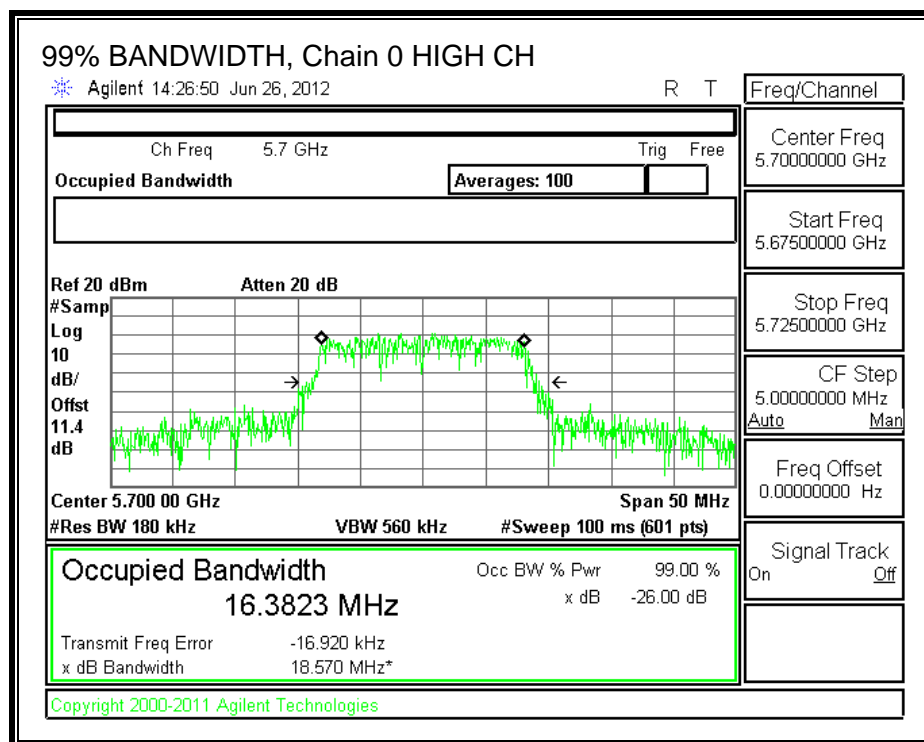 99% BANDWIDTH, Chain 0 HIGH CH
Agilent 14:26:50 Jun 26, 2012 R T
Ch Freq 5.7 GHz Trig Free
Occupied Bandwidth Averages: 100
Ref 20 dBm Atten 20 dB
#Samp
Log
10
dB/
Offst
11.4
dB
Center 5.700 00 GHz Span 50 MHz
#Res BW 180 kHz VBW 560 kHz #Sweep 100 ms (601 pts)
Occupied Bandwidth Occ BW % Pwr 99.00 %
16.3823 MHz x dB -26.00 dB
Transmit Freq Error -16.920 kHz
x dB Bandwidth 18.570 MHz*
Copyright 2000-2011 Agilent Technologies
Freq/Channel
Center Freq
5.70000000 GHz
Start Freq
5.67500000 GHz
Stop Freq
5.72500000 GHz
CF Step
5.00000000 MHz
Auto Man
Freq Offset
0.00000000 Hz
Signal Track
On Off